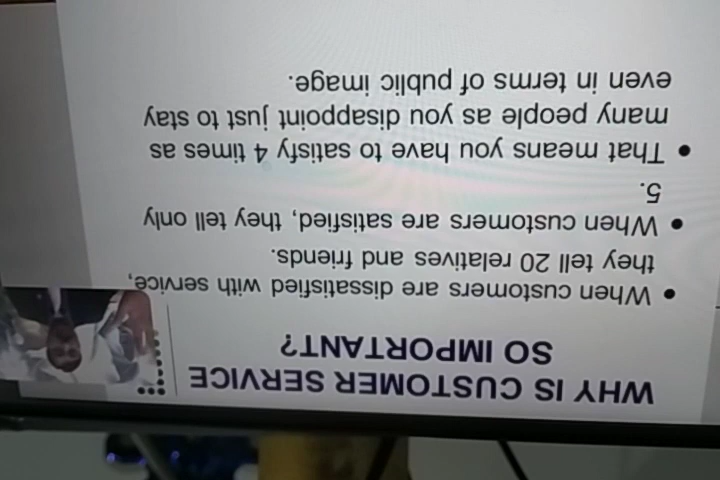 WHY IS CUSTOMER SERVICE
SO IMPORTANT?
• When customers are dissatisfied with service,
they tell 20 relatives and friends.
• When customers are satisfied, they tell only
5.
• That means you have to satisfy 4 times as
many people as you disappoint just to stay
even in terms of public image.